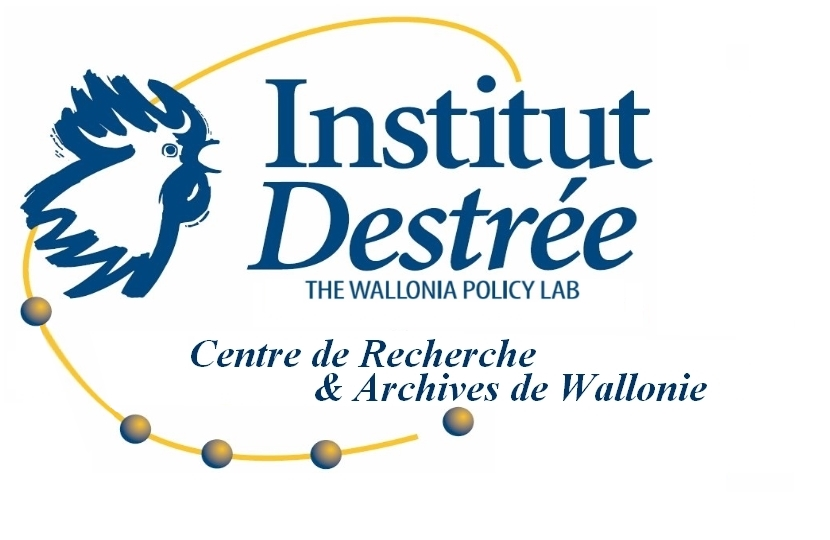 Institut
Destrée
THE WALLONIA POLICY LAB
Centre de Recherche
& Archives de Wallonie